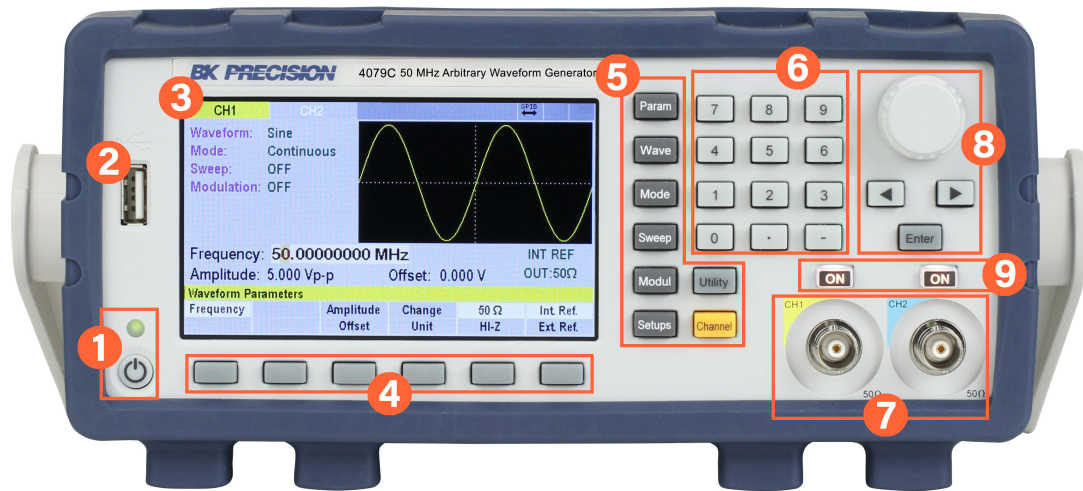 BK PRECISION 4079C 50 MHz Arbitrary Waveform Generator
1
2
3
4
5
6
7
8
9
CH1 CH2 GPIB
Waveform: Sine
Mode: Continuous
Sweep: OFF
Modulation: OFF
Frequency: 50.00000000 MHz INT REF
Amplitude: 5.000 Vp-p Offset: 0.000 V OUT:50Ω
Waveform Parameters
Frequency Amplitude Change 50 Ω Int. Ref.
Offset Unit HI-Z Ext. Ref.
Param
Wave
Mode
Sweep
Modul Utility
Setups Channel
7 8 9
4 5 6
1 2 3
0 . -
Enter
ON ON
CH1 CH2
50Ω 50Ω